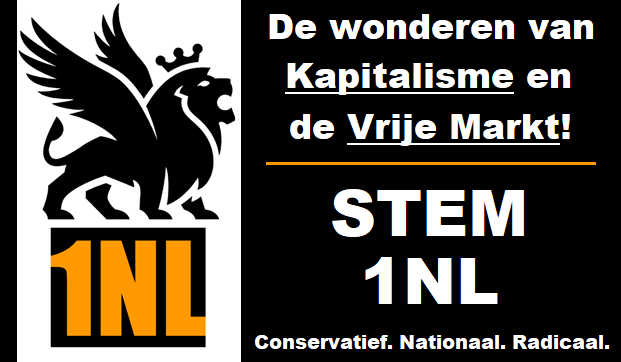 1NL
De wonderen van
Kapitalisme en
de Vrije Markt!
STEM
1NL
Conservatief. Nationaal. Radicaal.